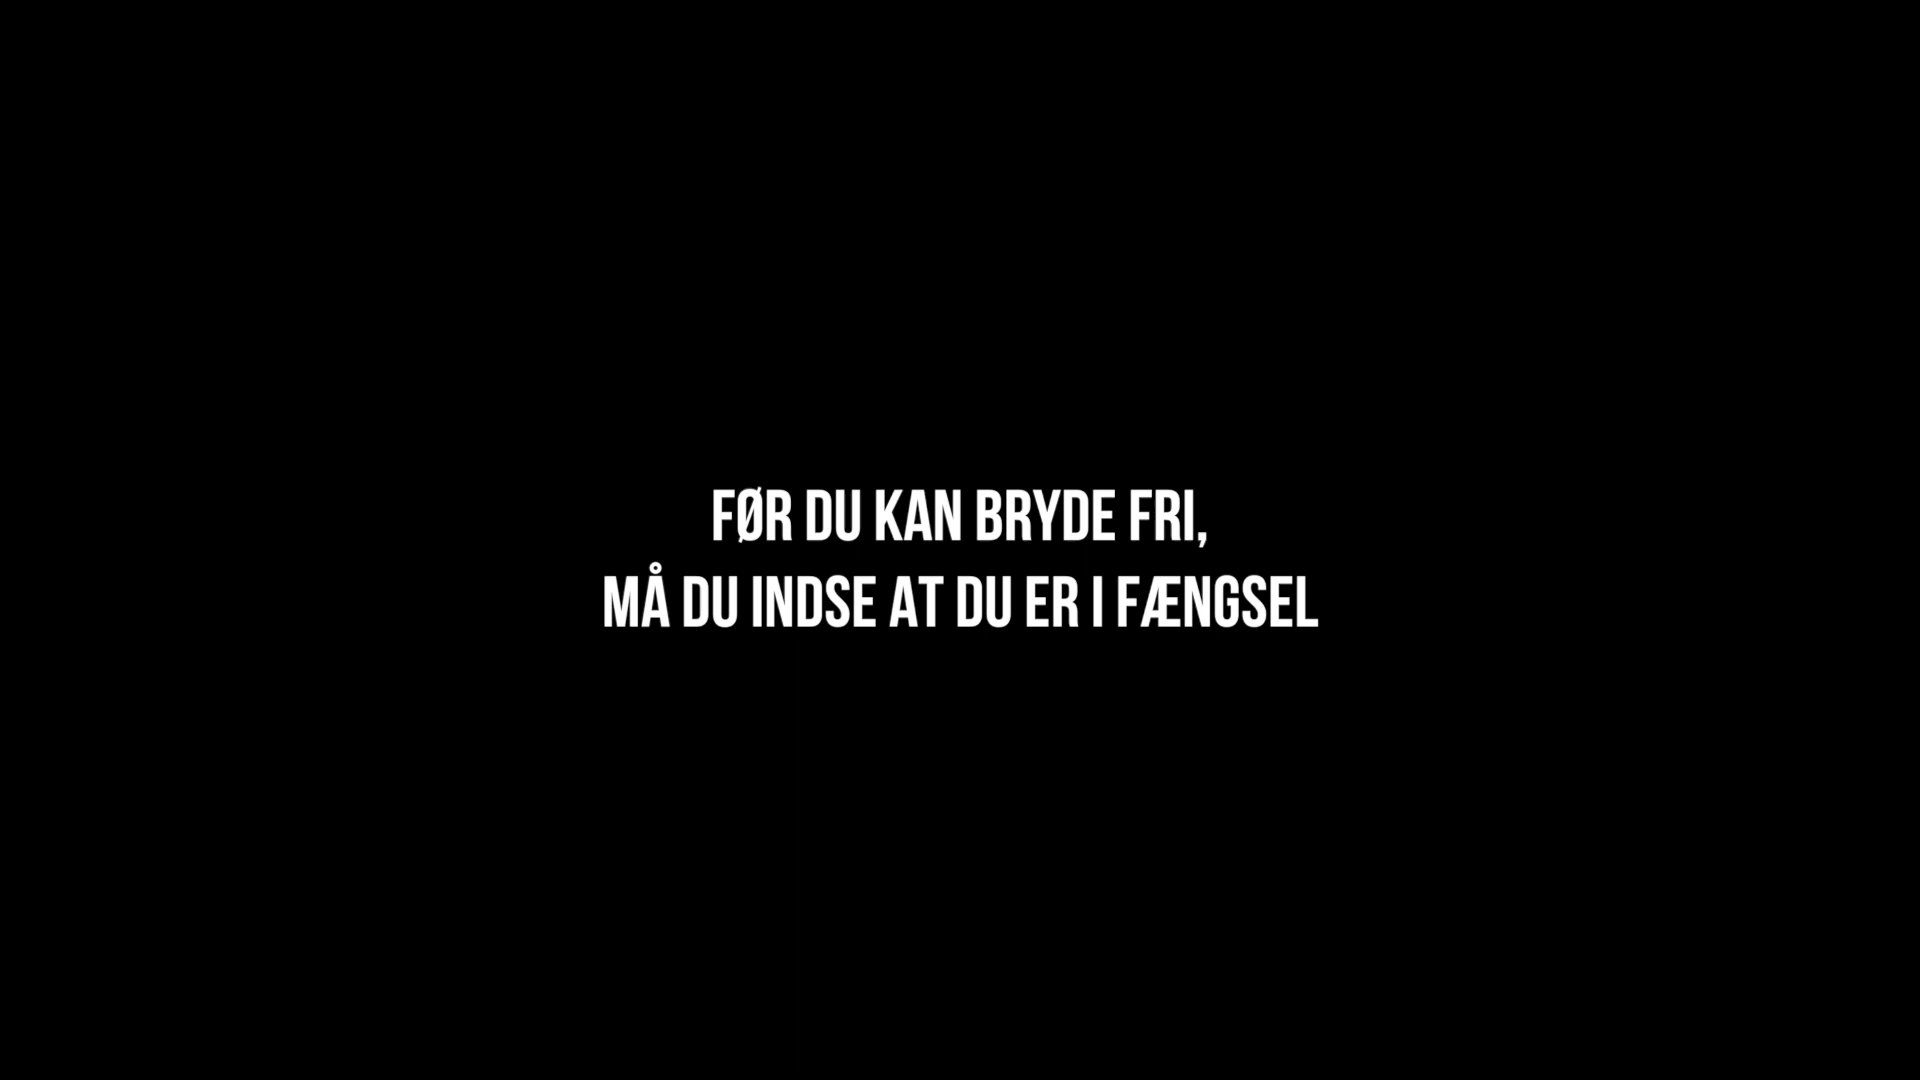 FØR DU KAN BRYDE FRI,
MÅ DU INDSE AT DU ER I FÆNGSEL